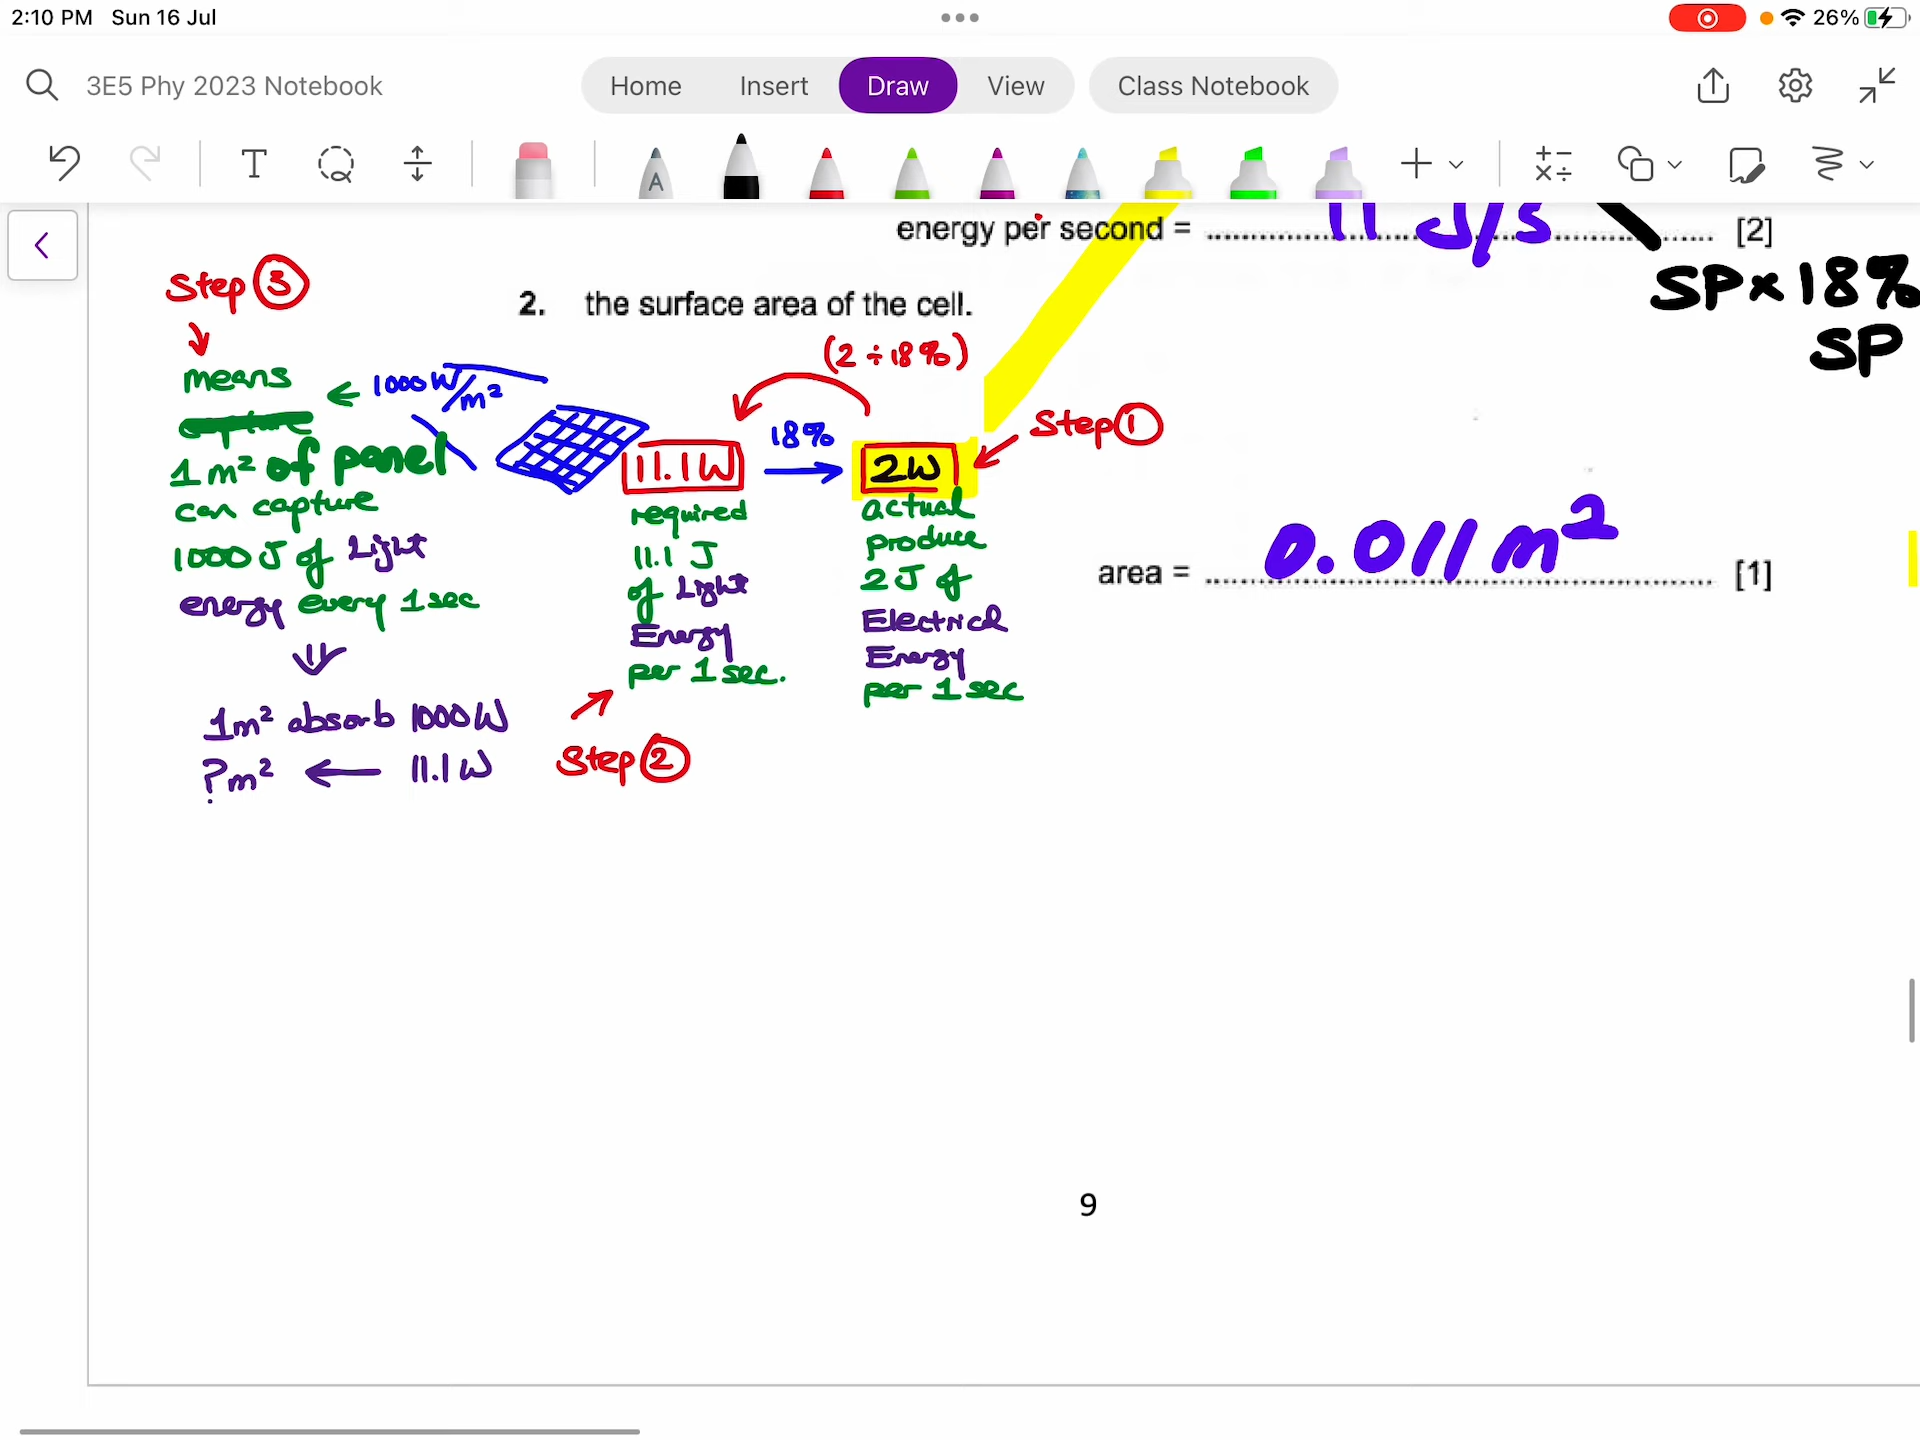 2:10 PM Sun 16 Jul
26%
3E5 Phy 2023 Notebook
Home Insert Draw View Class Notebook
T
A
energy per second = 11 J/s [2]
SP × 18%
SP
Step 3
2. the surface area of the cell.
(2 ÷ 18%)
means ← 1000 W/m²
capture
1 m² of panel
can capture
1000 J of Light
energy every 1 sec
⇓
1m² absorb 1000 W
?m² ← 11.1 W
11.1 W
required
11.1 J
of Light
Energy
per 1 sec.
Step 2
18%
2W
Step 1
actual
produce
2 J of
Electrical
Energy
per 1 sec
area = 0.011 m² [1]
9